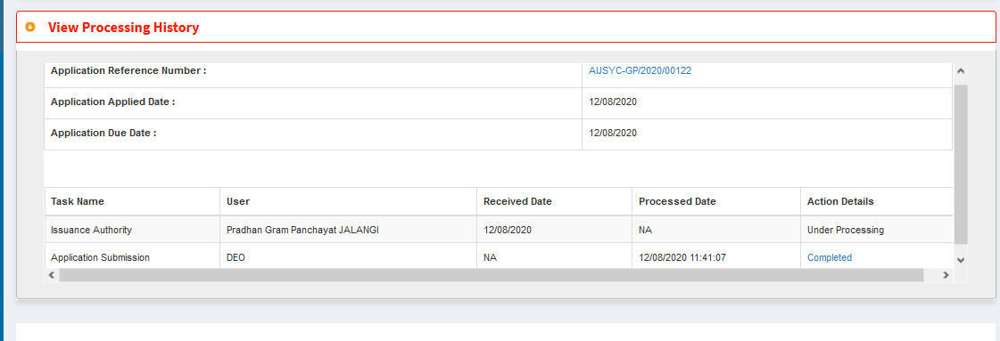 View Processing History
Application Reference Number : AIJSYC-GP/2020/00122
Application Applied Date : 12/08/2020
Application Due Date : 12/08/2020
Task Name User Received Date Processed Date Action Details
Issuance Authority Pradhan Gram Panchayat JALANGI 12/08/2020 NA Under Processing
Application Submission DEO NA 12/08/2020 11:41:07 Completed